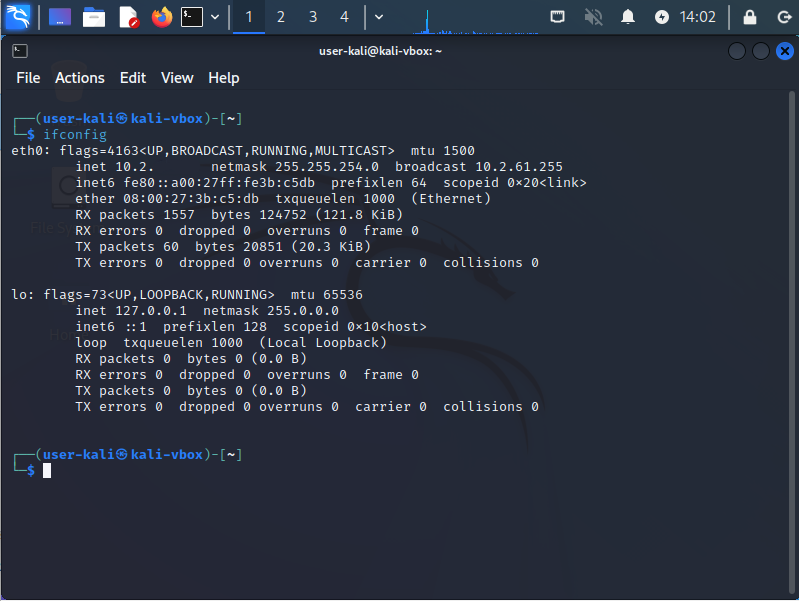 1 2 3 4 14:02
user-kali@kali-vbox: ~
File Actions Edit View Help
┌──(user-kali㉿kali-vbox)-[~]
└─$ ifconfig
eth0: flags=4163<UP,BROADCAST,RUNNING,MULTICAST>  mtu 1500
        inet 10.2.       netmask 255.255.254.0  broadcast 10.2.61.255
        inet6 fe80::a00:27ff:fe3b:c5db  prefixlen 64  scopeid 0x20<link>
        ether 08:00:27:3b:c5:db  txqueuelen 1000  (Ethernet)
        RX packets 1557  bytes 124752 (121.8 KiB)
        RX errors 0  dropped 0  overruns 0  frame 0
        TX packets 60  bytes 20851 (20.3 KiB)
        TX errors 0  dropped 0 overruns 0  carrier 0  collisions 0
lo: flags=73<UP,LOOPBACK,RUNNING>  mtu 65536
        inet 127.0.0.1  netmask 255.0.0.0
        inet6 ::1  prefixlen 128  scopeid 0x10<host>
        loop  txqueuelen 1000  (Local Loopback)
        RX packets 0  bytes 0 (0.0 B)
        RX errors 0  dropped 0  overruns 0  frame 0
        TX packets 0  bytes 0 (0.0 B)
        TX errors 0  dropped 0 overruns 0  carrier 0  collisions 0
┌──(user-kali㉿kali-vbox)-[~]
└─$